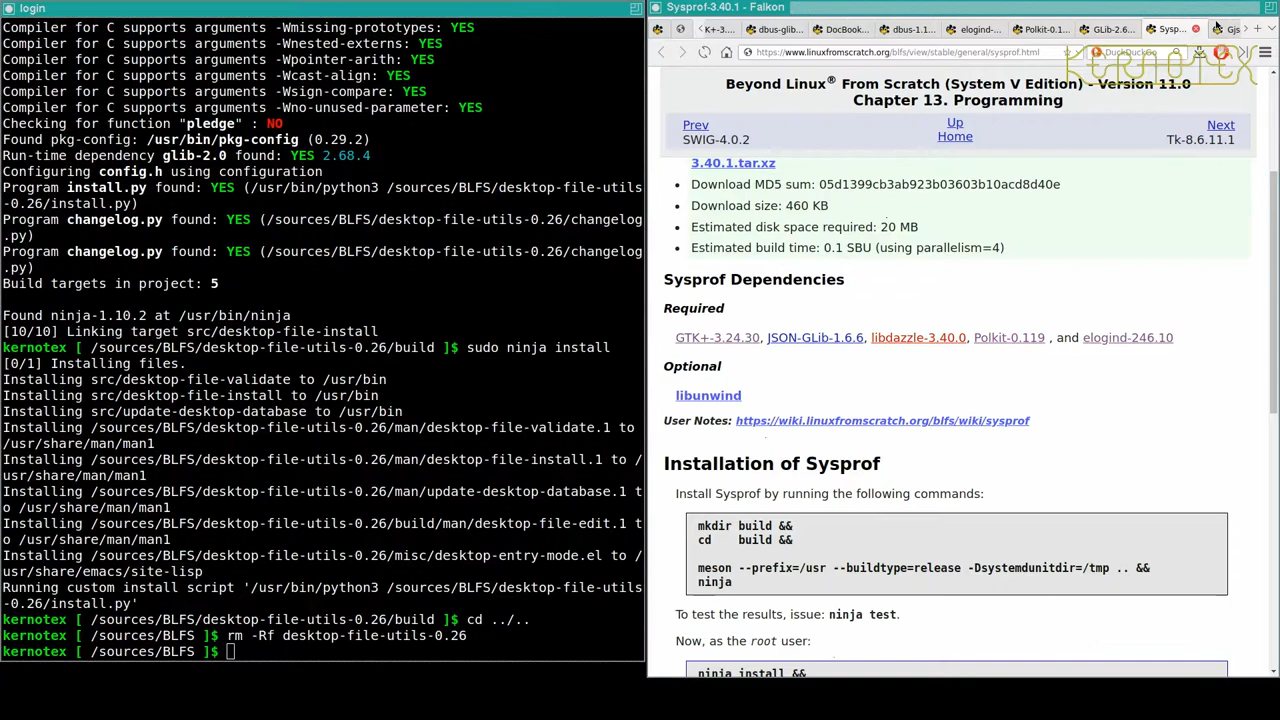 login
Compiler for C supports arguments -Wmissing-prototypes: YES
Compiler for C supports arguments -Wnested-externs: YES
Compiler for C supports arguments -Wpointer-arith: YES
Compiler for C supports arguments -Wcast-align: YES
Compiler for C supports arguments -Wsign-compare: YES
Compiler for C supports arguments -Wno-unused-parameter: YES
Checking for function "pledge" : NO
Found pkg-config: /usr/bin/pkg-config (0.29.2)
Run-time dependency glib-2.0 found: YES 2.68.4
Configuring config.h using configuration
Program install.py found: YES (/usr/bin/python3 /sources/BLFS/desktop-file-utils
-0.26/install.py)
Program changelog.py found: YES (/sources/BLFS/desktop-file-utils-0.26/changelog
.py)
Program changelog.py found: YES (/sources/BLFS/desktop-file-utils-0.26/changelog
.py)
Build targets in project: 5
Found ninja-1.10.2 at /usr/bin/ninja
[10/10] Linking target src/desktop-file-install
kernotex [ /sources/BLFS/desktop-file-utils-0.26/build ]$ sudo ninja install
[0/1] Installing files.
Installing src/desktop-file-validate to /usr/bin
Installing src/desktop-file-install to /usr/bin
Installing src/update-desktop-database to /usr/bin
Installing /sources/BLFS/desktop-file-utils-0.26/man/desktop-file-validate.1 to
/usr/share/man/man1
Installing /sources/BLFS/desktop-file-utils-0.26/man/desktop-file-install.1 to /
usr/share/man/man1
Installing /sources/BLFS/desktop-file-utils-0.26/man/update-desktop-database.1 t
o /usr/share/man/man1
Installing /sources/BLFS/desktop-file-utils-0.26/build/man/desktop-file-edit.1 t
o /usr/share/man/man1
Installing /sources/BLFS/desktop-file-utils-0.26/misc/desktop-entry-mode.el to /
usr/share/emacs/site-lisp
Running custom install script '/usr/bin/python3 /sources/BLFS/desktop-file-utils
-0.26/install.py'
kernotex [ /sources/BLFS/desktop-file-utils-0.26/build ]$ cd ../..
kernotex [ /sources/BLFS ]$ rm -Rf desktop-file-utils-0.26
kernotex [ /sources/BLFS ]$
Sysprof-3.40.1 - Falkon
K+-3.... dbus-glib... DocBook... dbus-1.1... elogind-... Polkit-0.1... GLib-2.6... Sysp... Gjs
https://www.linuxfromscratch.org/blfs/view/stable/general/sysprof.html DuckDuckGo
KERNOTEX
Beyond Linux® From Scratch (System V Edition) - Version 11.0
Chapter 13. Programming
Prev Up Next
SWIG-4.0.2 Home Tk-8.6.11.1
3.40.1.tar.xz
• Download MD5 sum: 05d1399cb3ab923b03603b10acd8d40e
• Download size: 460 KB
• Estimated disk space required: 20 MB
• Estimated build time: 0.1 SBU (using parallelism=4)
Sysprof Dependencies
Required
GTK+-3.24.30, JSON-GLib-1.6.6, libdazzle-3.40.0, Polkit-0.119 , and elogind-246.10
Optional
libunwind
User Notes: https://wiki.linuxfromscratch.org/blfs/wiki/sysprof
Installation of Sysprof
Install Sysprof by running the following commands:
mkdir build &&
cd build &&
meson --prefix=/usr --buildtype=release -Dsystemdunitdir=/tmp .. &&
ninja
To test the results, issue: ninja test.
Now, as the root user:
ninja install &&